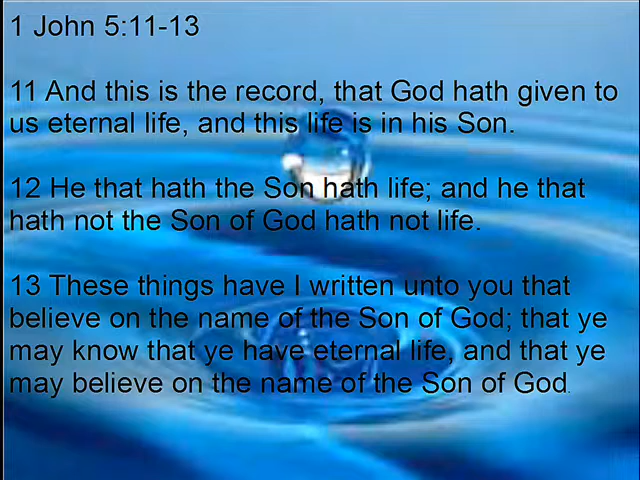 1 John 5:11-13
11 And this is the record, that God hath given to
us eternal life, and this life is in his Son.
12 He that hath the Son hath life; and he that
hath not the Son of God hath not life.
13 These things have I written unto you that
believe on the name of the Son of God; that ye
may know that ye have eternal life, and that ye
may believe on the name of the Son of God.